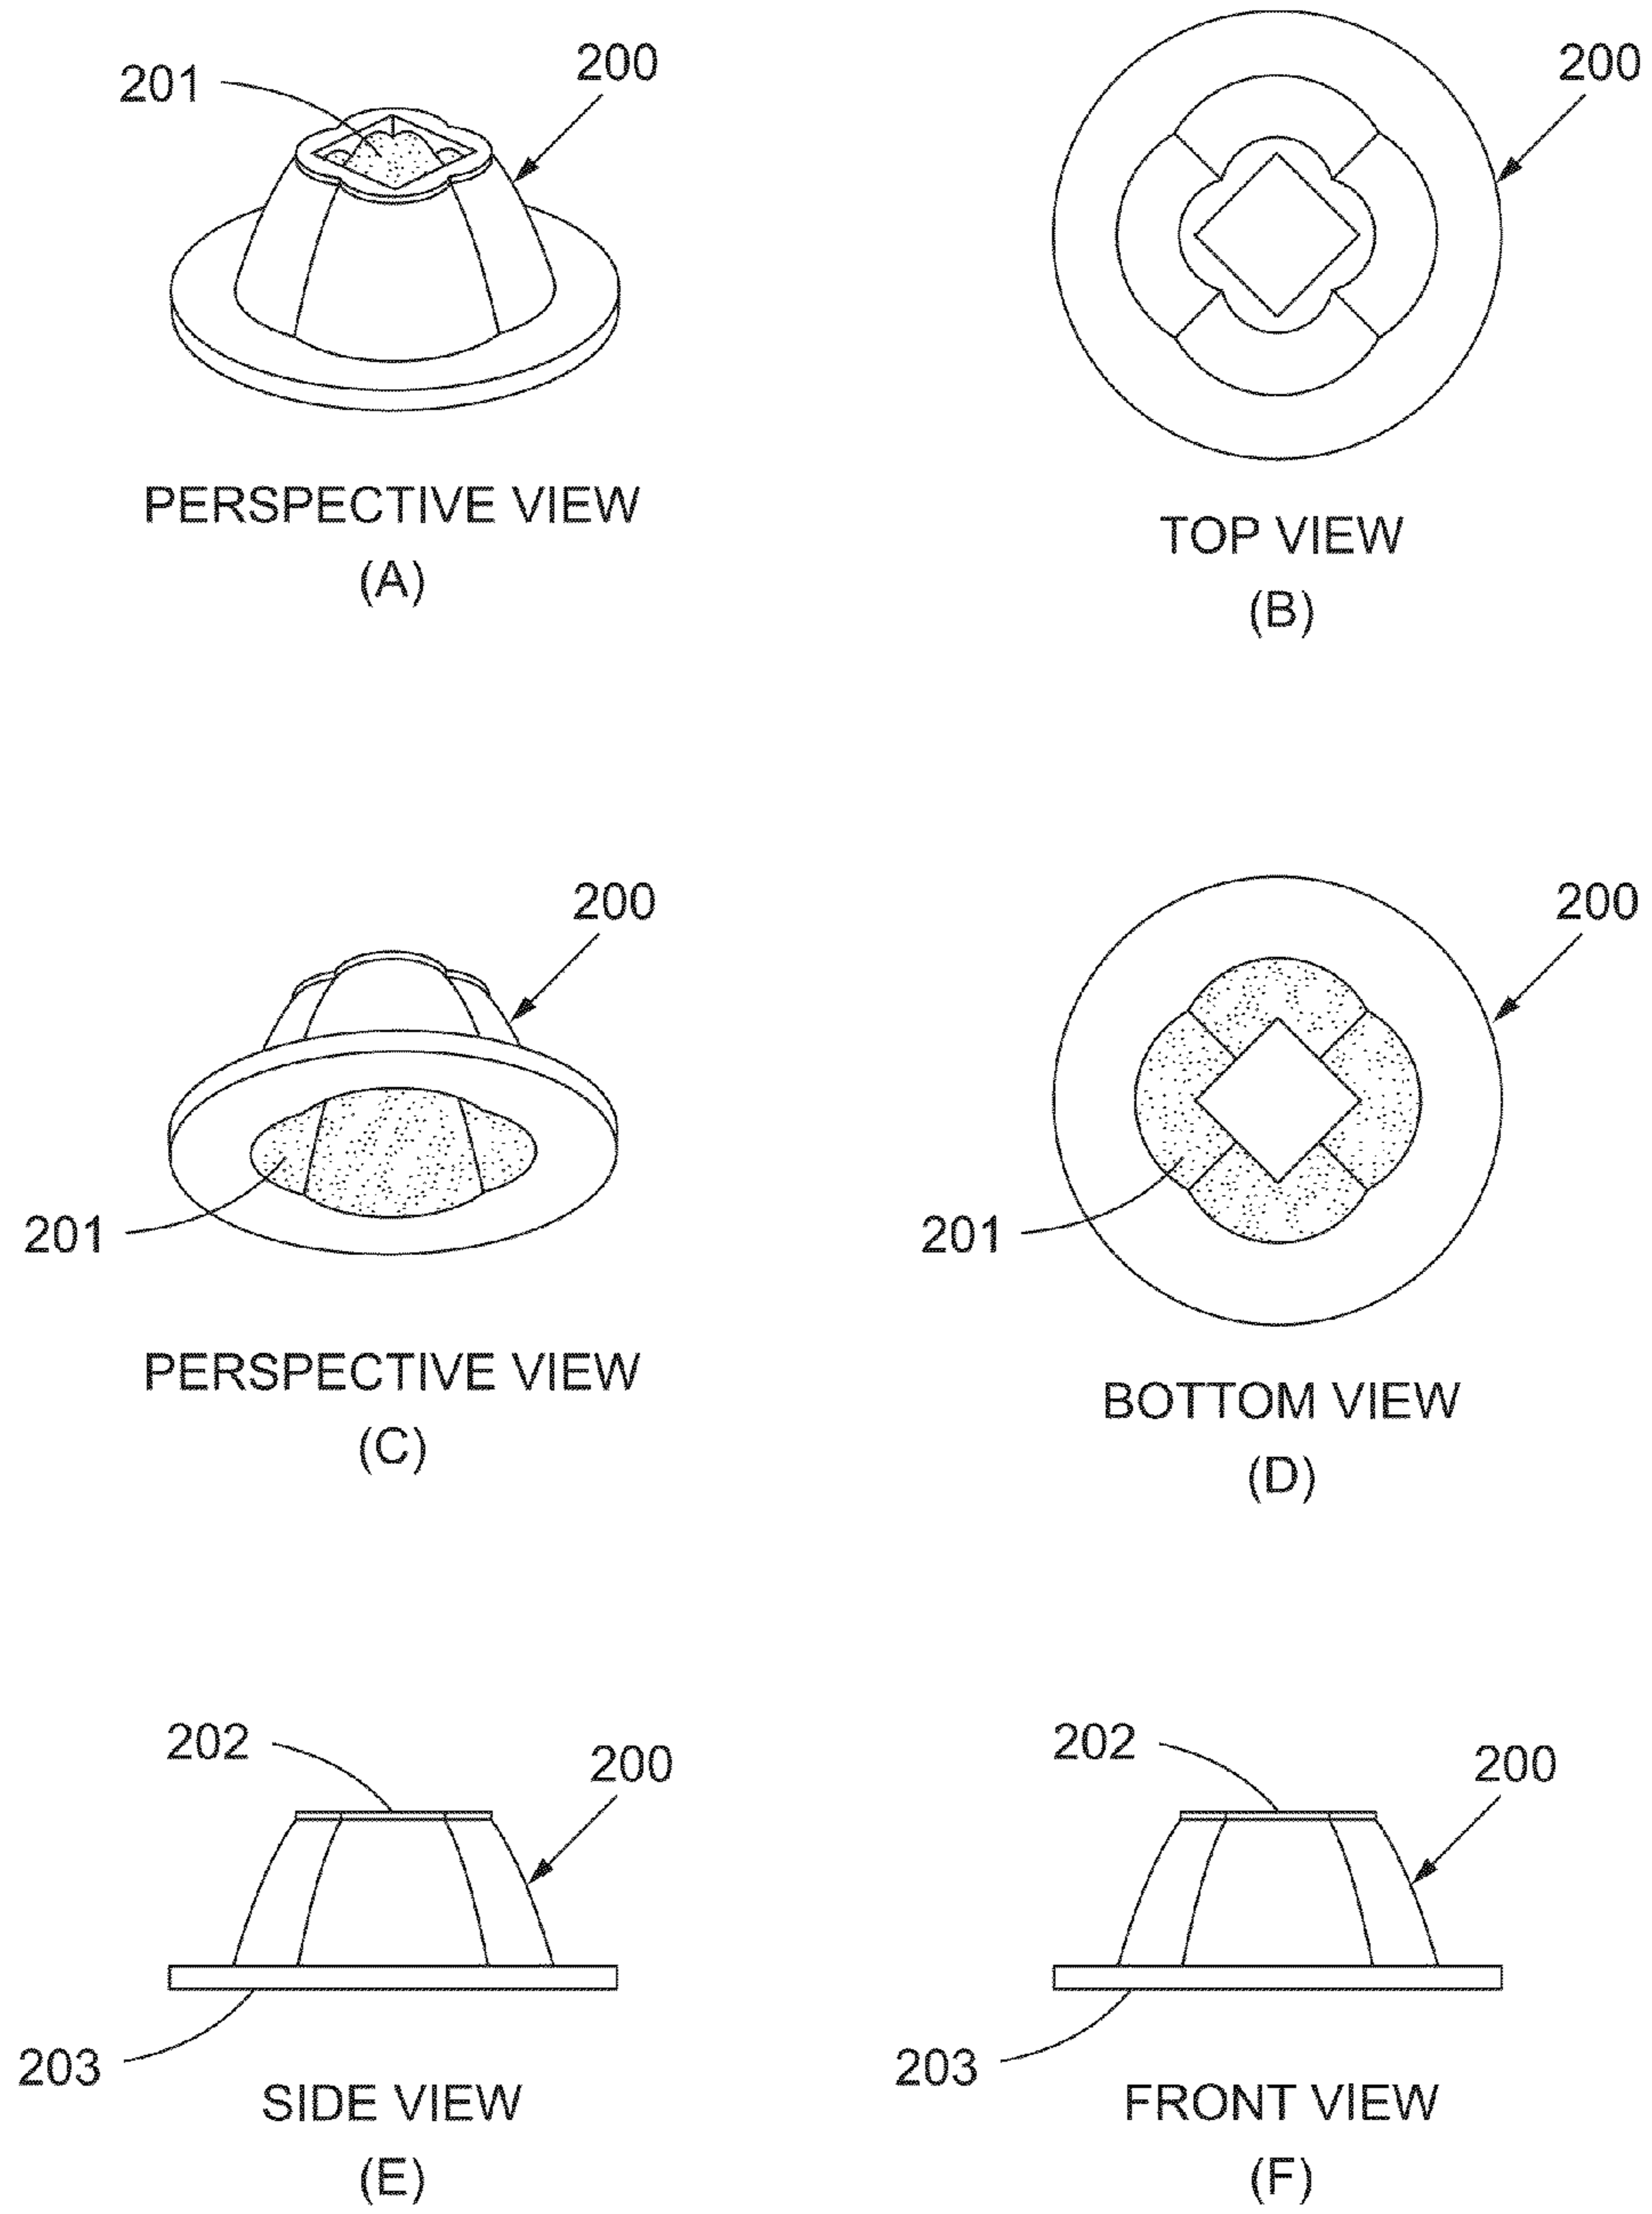 201
200
200
PERSPECTIVE VIEW
(A)
TOP VIEW
(B)
200
200
201
201
PERSPECTIVE VIEW
(C)
BOTTOM VIEW
(D)
202
200
202
200
203
203
SIDE VIEW
(E)
FRONT VIEW
(F)